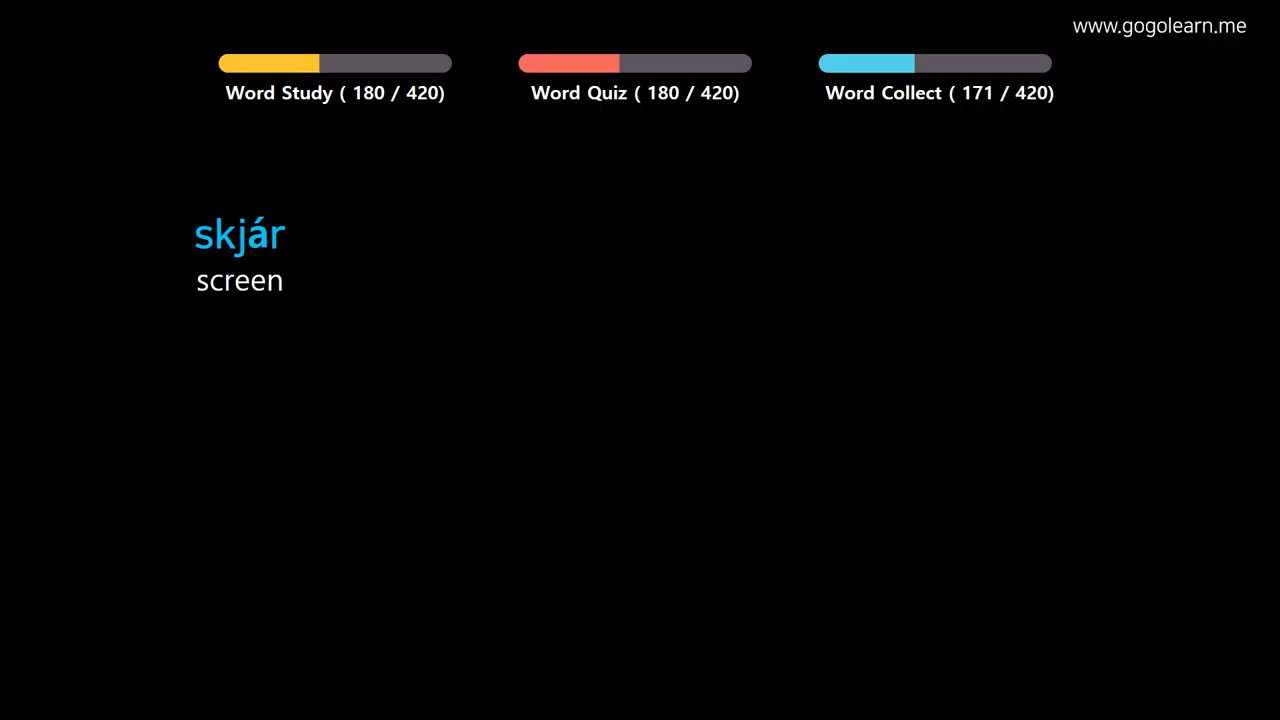 www.gogolearn.me
Word Study ( 180 / 420)
Word Quiz ( 180 / 420)
Word Collect ( 171 / 420)
skjár
screen